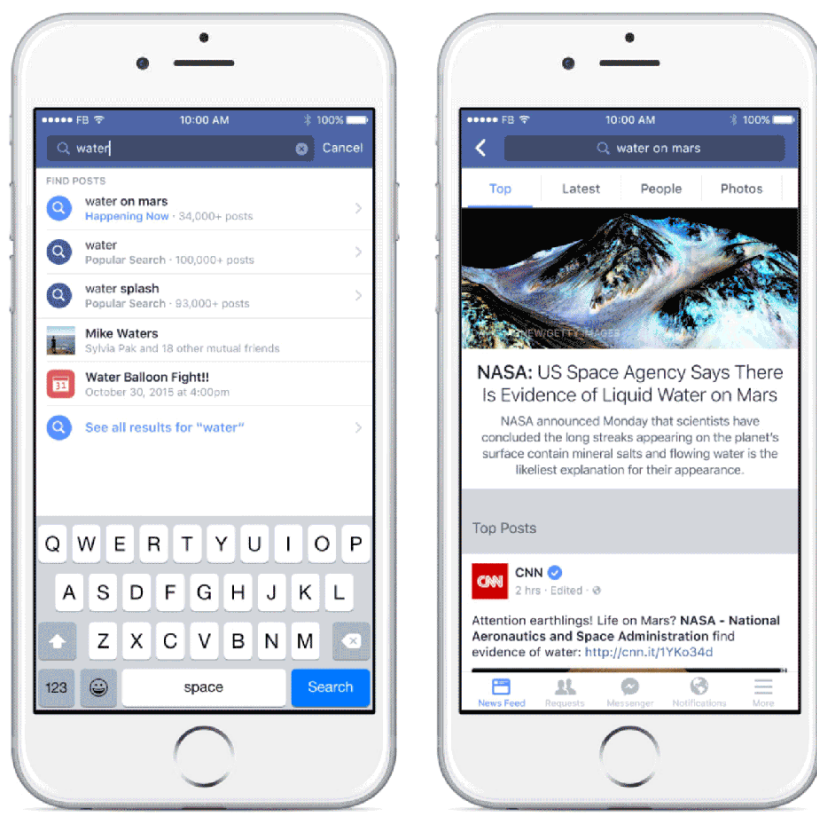 FB 10:00 AM 100%
water Cancel
FIND POSTS
water on mars
Happening Now · 34,000+ posts
water
Popular Search · 100,000+ posts
water splash
Popular Search · 93,000+ posts
Mike Waters
Sylvia Pak and 18 other mutual friends
31
Water Balloon Fight!!
October 30, 2015 at 4:00pm
See all results for "water"
Q W E R T Y U I O P
A S D F G H J K L
Z X C V B N M
123 space Search
FB 10:00 AM 100%
water on mars
Top Latest People Photos
NEW/GETTY IMAGES
NASA: US Space Agency Says There
Is Evidence of Liquid Water on Mars
NASA announced Monday that scientists have
concluded the long streaks appearing on the planet's
surface contain mineral salts and flowing water is the
likeliest explanation for their appearance.
Top Posts
CNN
CNN
2 hrs · Edited ·
Attention earthlings! Life on Mars? NASA - National
Aeronautics and Space Administration find
evidence of water: http://cnn.it/1YKo34d
News Feed Requests Messenger Notifications More